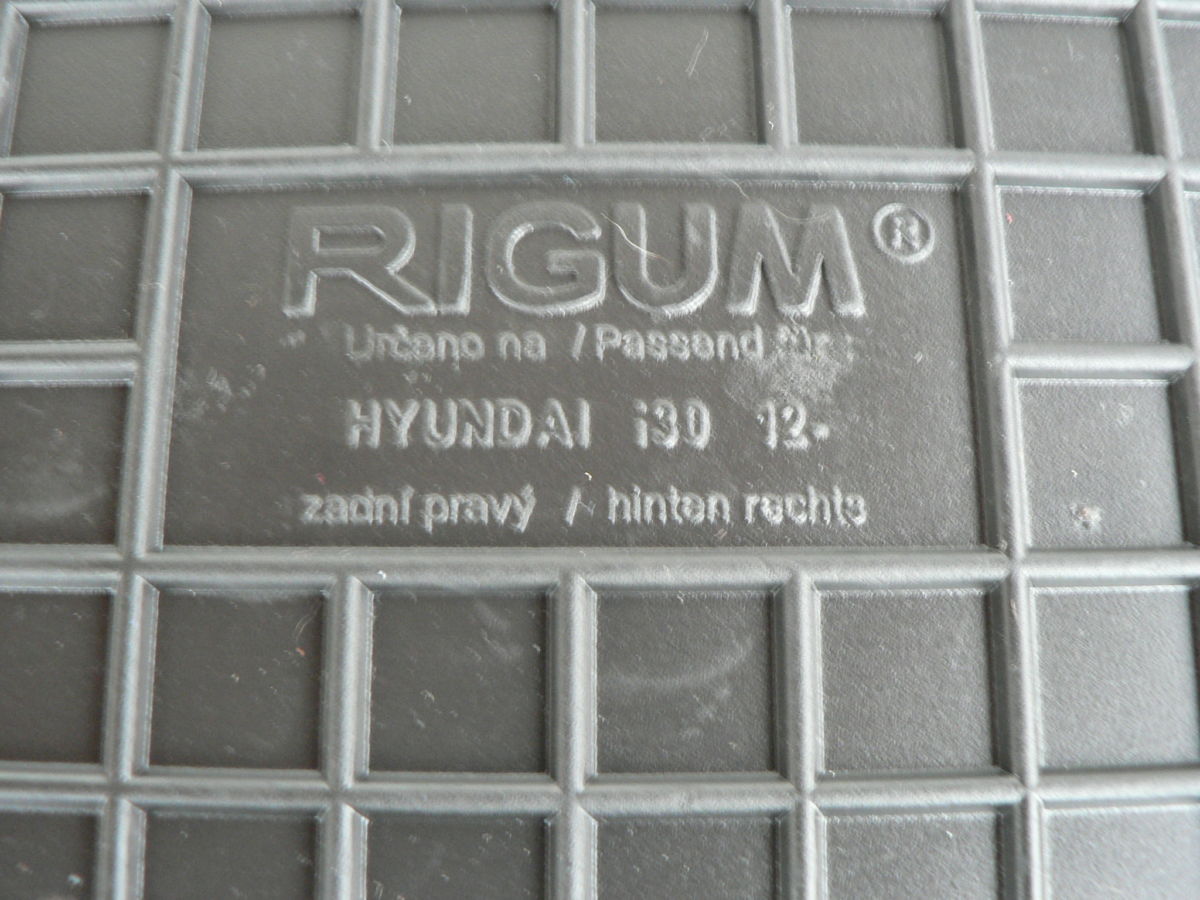 RIGUM®
Určeno na / Passend für :
HYUNDAI i30 12-
zadní pravý / hinten rechts